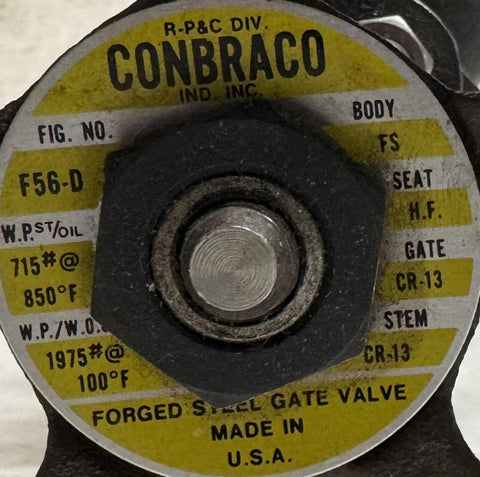 R-P&C DIV.
CONBRACO
IND. INC.
FIG. NO.
F56-D
W.P.ST/OIL
715#@
850°F
W.P./W.O.
1975#@
100°F
BODY
FS
SEAT
H.F.
GATE
CR-13
STEM
CR-13
FORGED STEEL GATE VALVE
MADE IN
U.S.A.